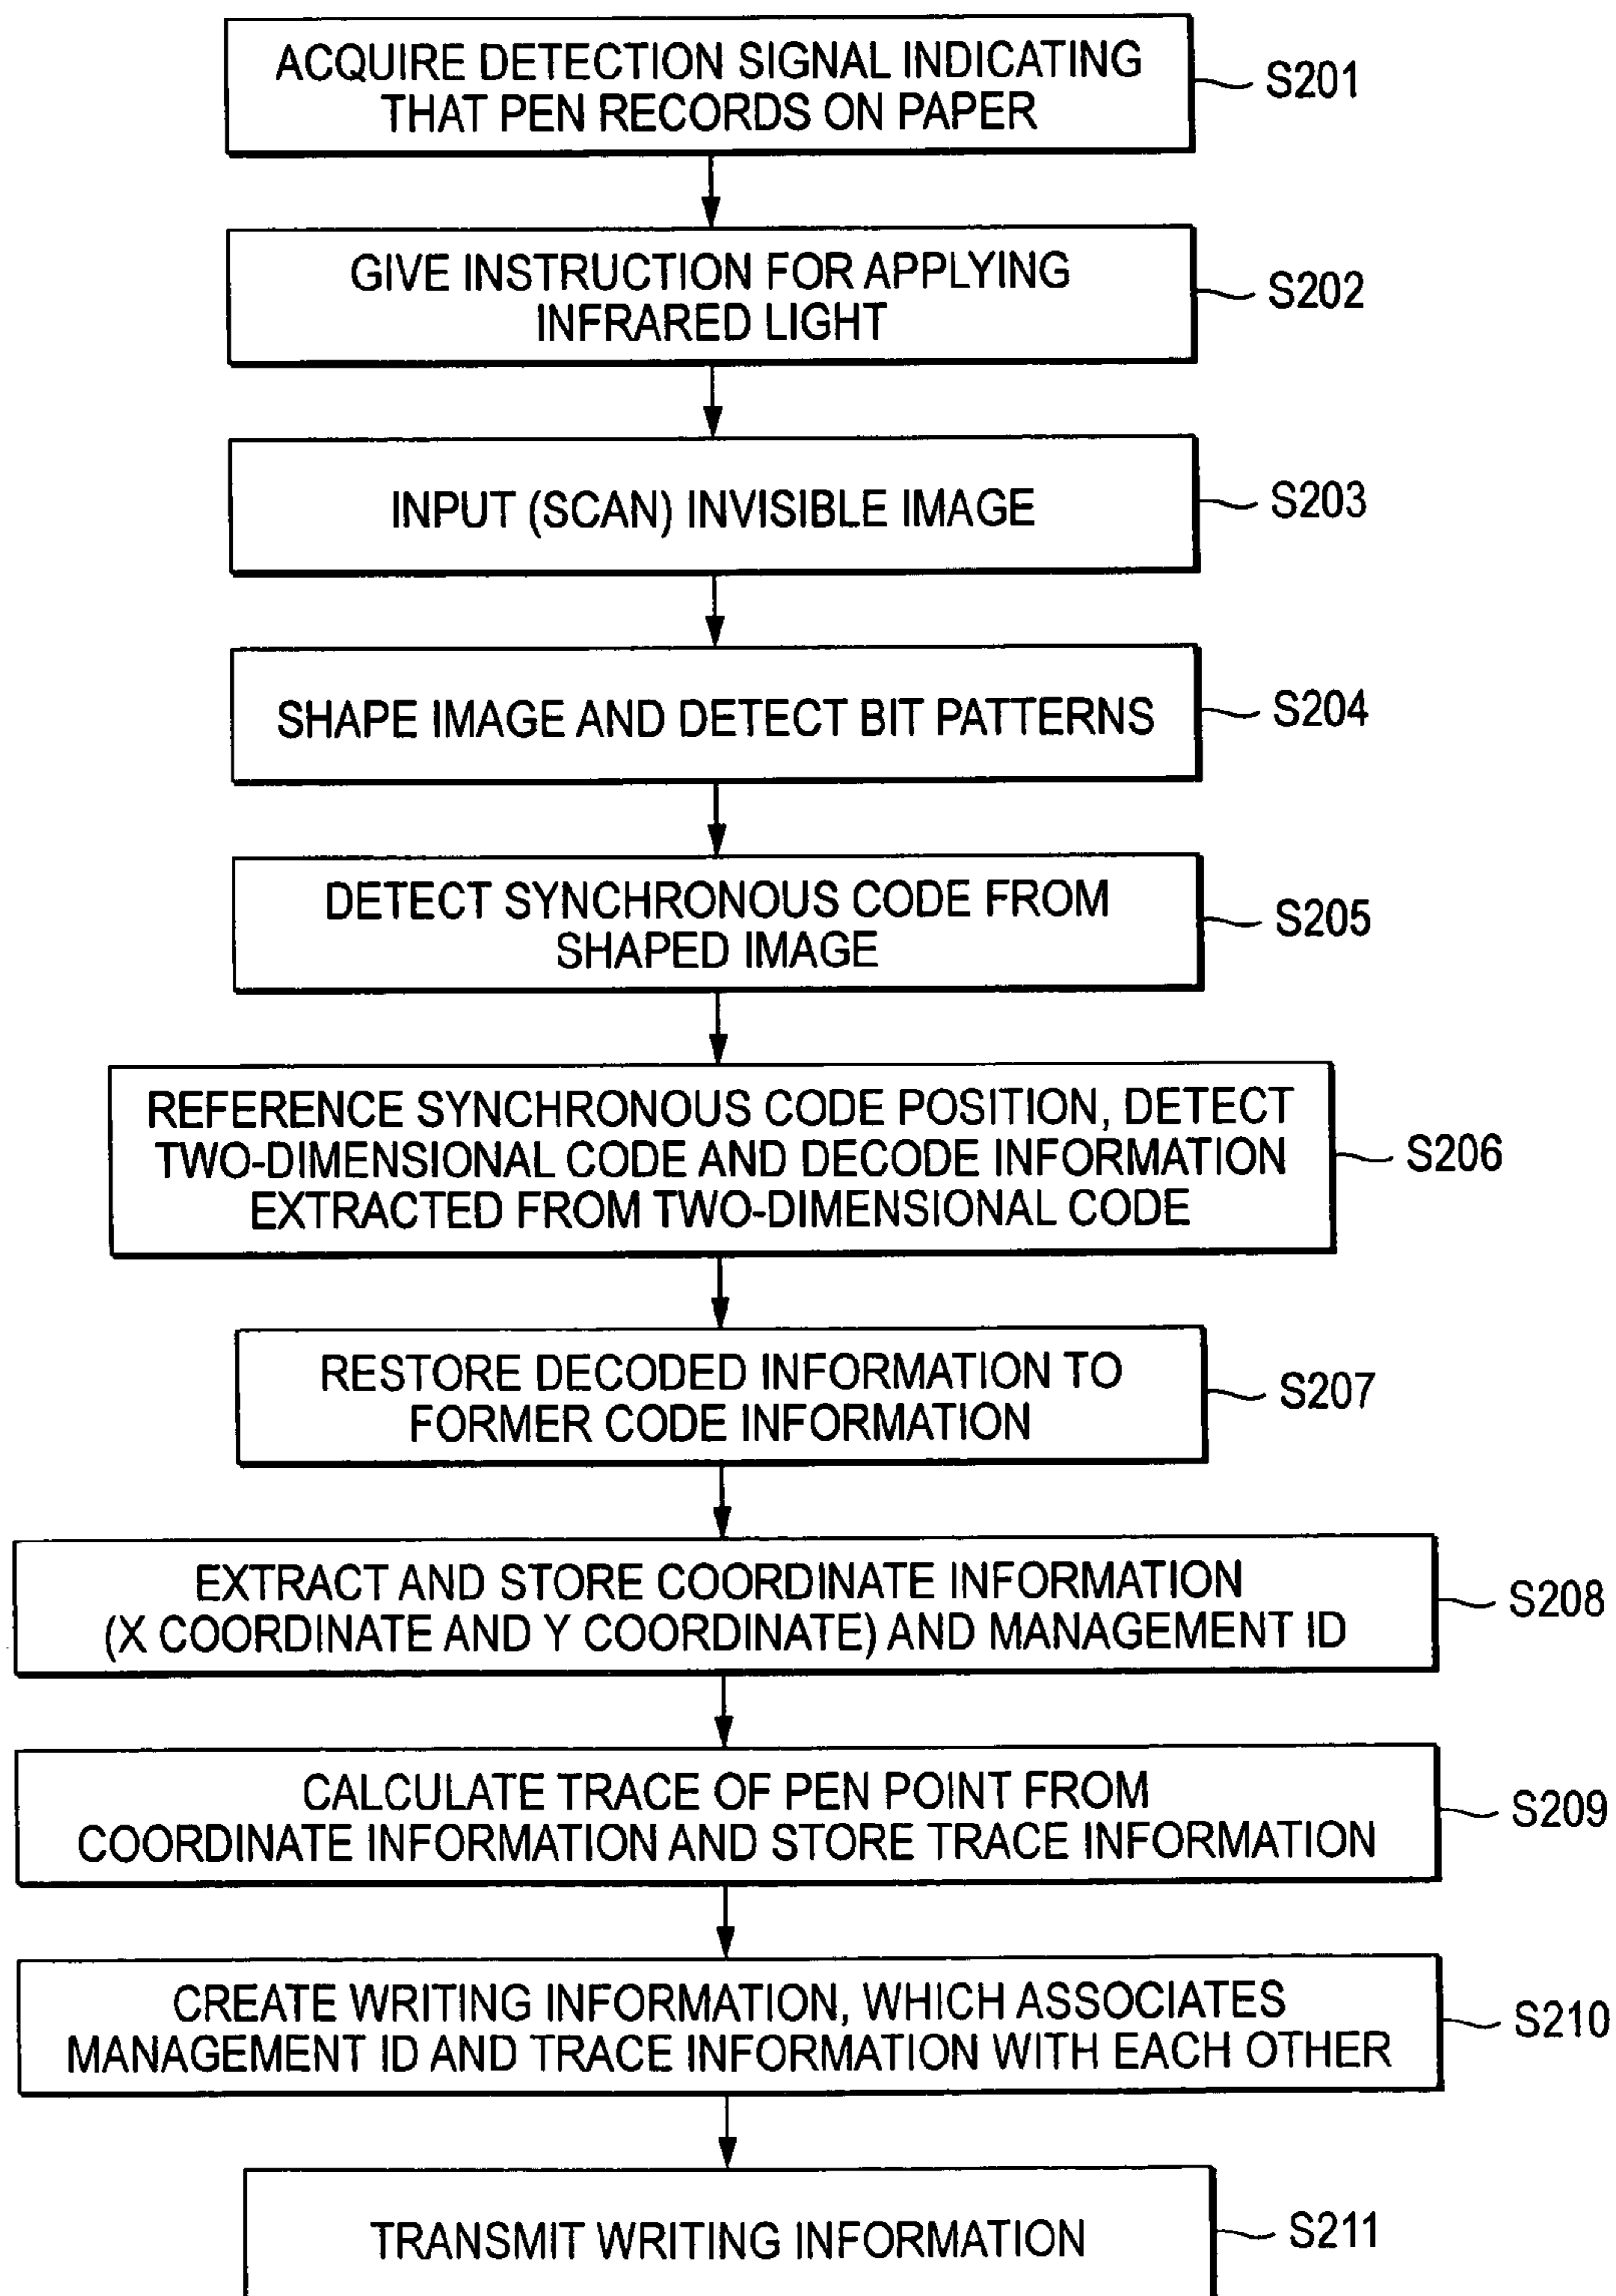 ACQUIRE DETECTION SIGNAL INDICATING
THAT PEN RECORDS ON PAPER
S201
GIVE INSTRUCTION FOR APPLYING
INFRARED LIGHT
S202
INPUT (SCAN) INVISIBLE IMAGE
S203
SHAPE IMAGE AND DETECT BIT PATTERNS
S204
DETECT SYNCHRONOUS CODE FROM
SHAPED IMAGE
S205
REFERENCE SYNCHRONOUS CODE POSITION, DETECT
TWO-DIMENSIONAL CODE AND DECODE INFORMATION
EXTRACTED FROM TWO-DIMENSIONAL CODE
S206
RESTORE DECODED INFORMATION TO
FORMER CODE INFORMATION
S207
EXTRACT AND STORE COORDINATE INFORMATION
(X COORDINATE AND Y COORDINATE) AND MANAGEMENT ID
S208
CALCULATE TRACE OF PEN POINT FROM
COORDINATE INFORMATION AND STORE TRACE INFORMATION
S209
CREATE WRITING INFORMATION, WHICH ASSOCIATES
MANAGEMENT ID AND TRACE INFORMATION WITH EACH OTHER
S210
TRANSMIT WRITING INFORMATION
S211